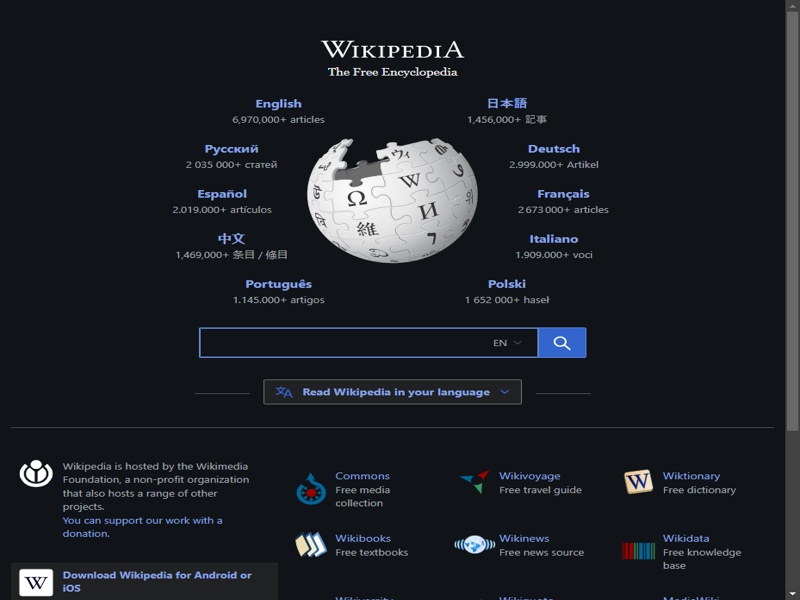 WIKIPEDIA
The Free Encyclopedia
English
6,970,000+ articles
日本語
1,456,000+ 記事
Русский
2 035 000+ статей
Deutsch
2.999.000+ Artikel
Español
2.019.000+ artículos
Français
2 673 000+ articles
中文
1,469,000+ 条目 / 條目
Italiano
1.909.000+ voci
Português
1.145.000+ artigos
Polski
1 652 000+ haseł
Ω
W
И
維
ウィ
7
EN
Read Wikipedia in your language
Wikipedia is hosted by the Wikimedia
Foundation, a non-profit organization
that also hosts a range of other
projects.
You can support our work with a
donation.
W
Download Wikipedia for Android or
iOS
Commons
Free media
collection
Wikivoyage
Free travel guide
W
Wiktionary
Free dictionary
Wikibooks
Free textbooks
Wikinews
Free news source
Wikidata
Free knowledge
base